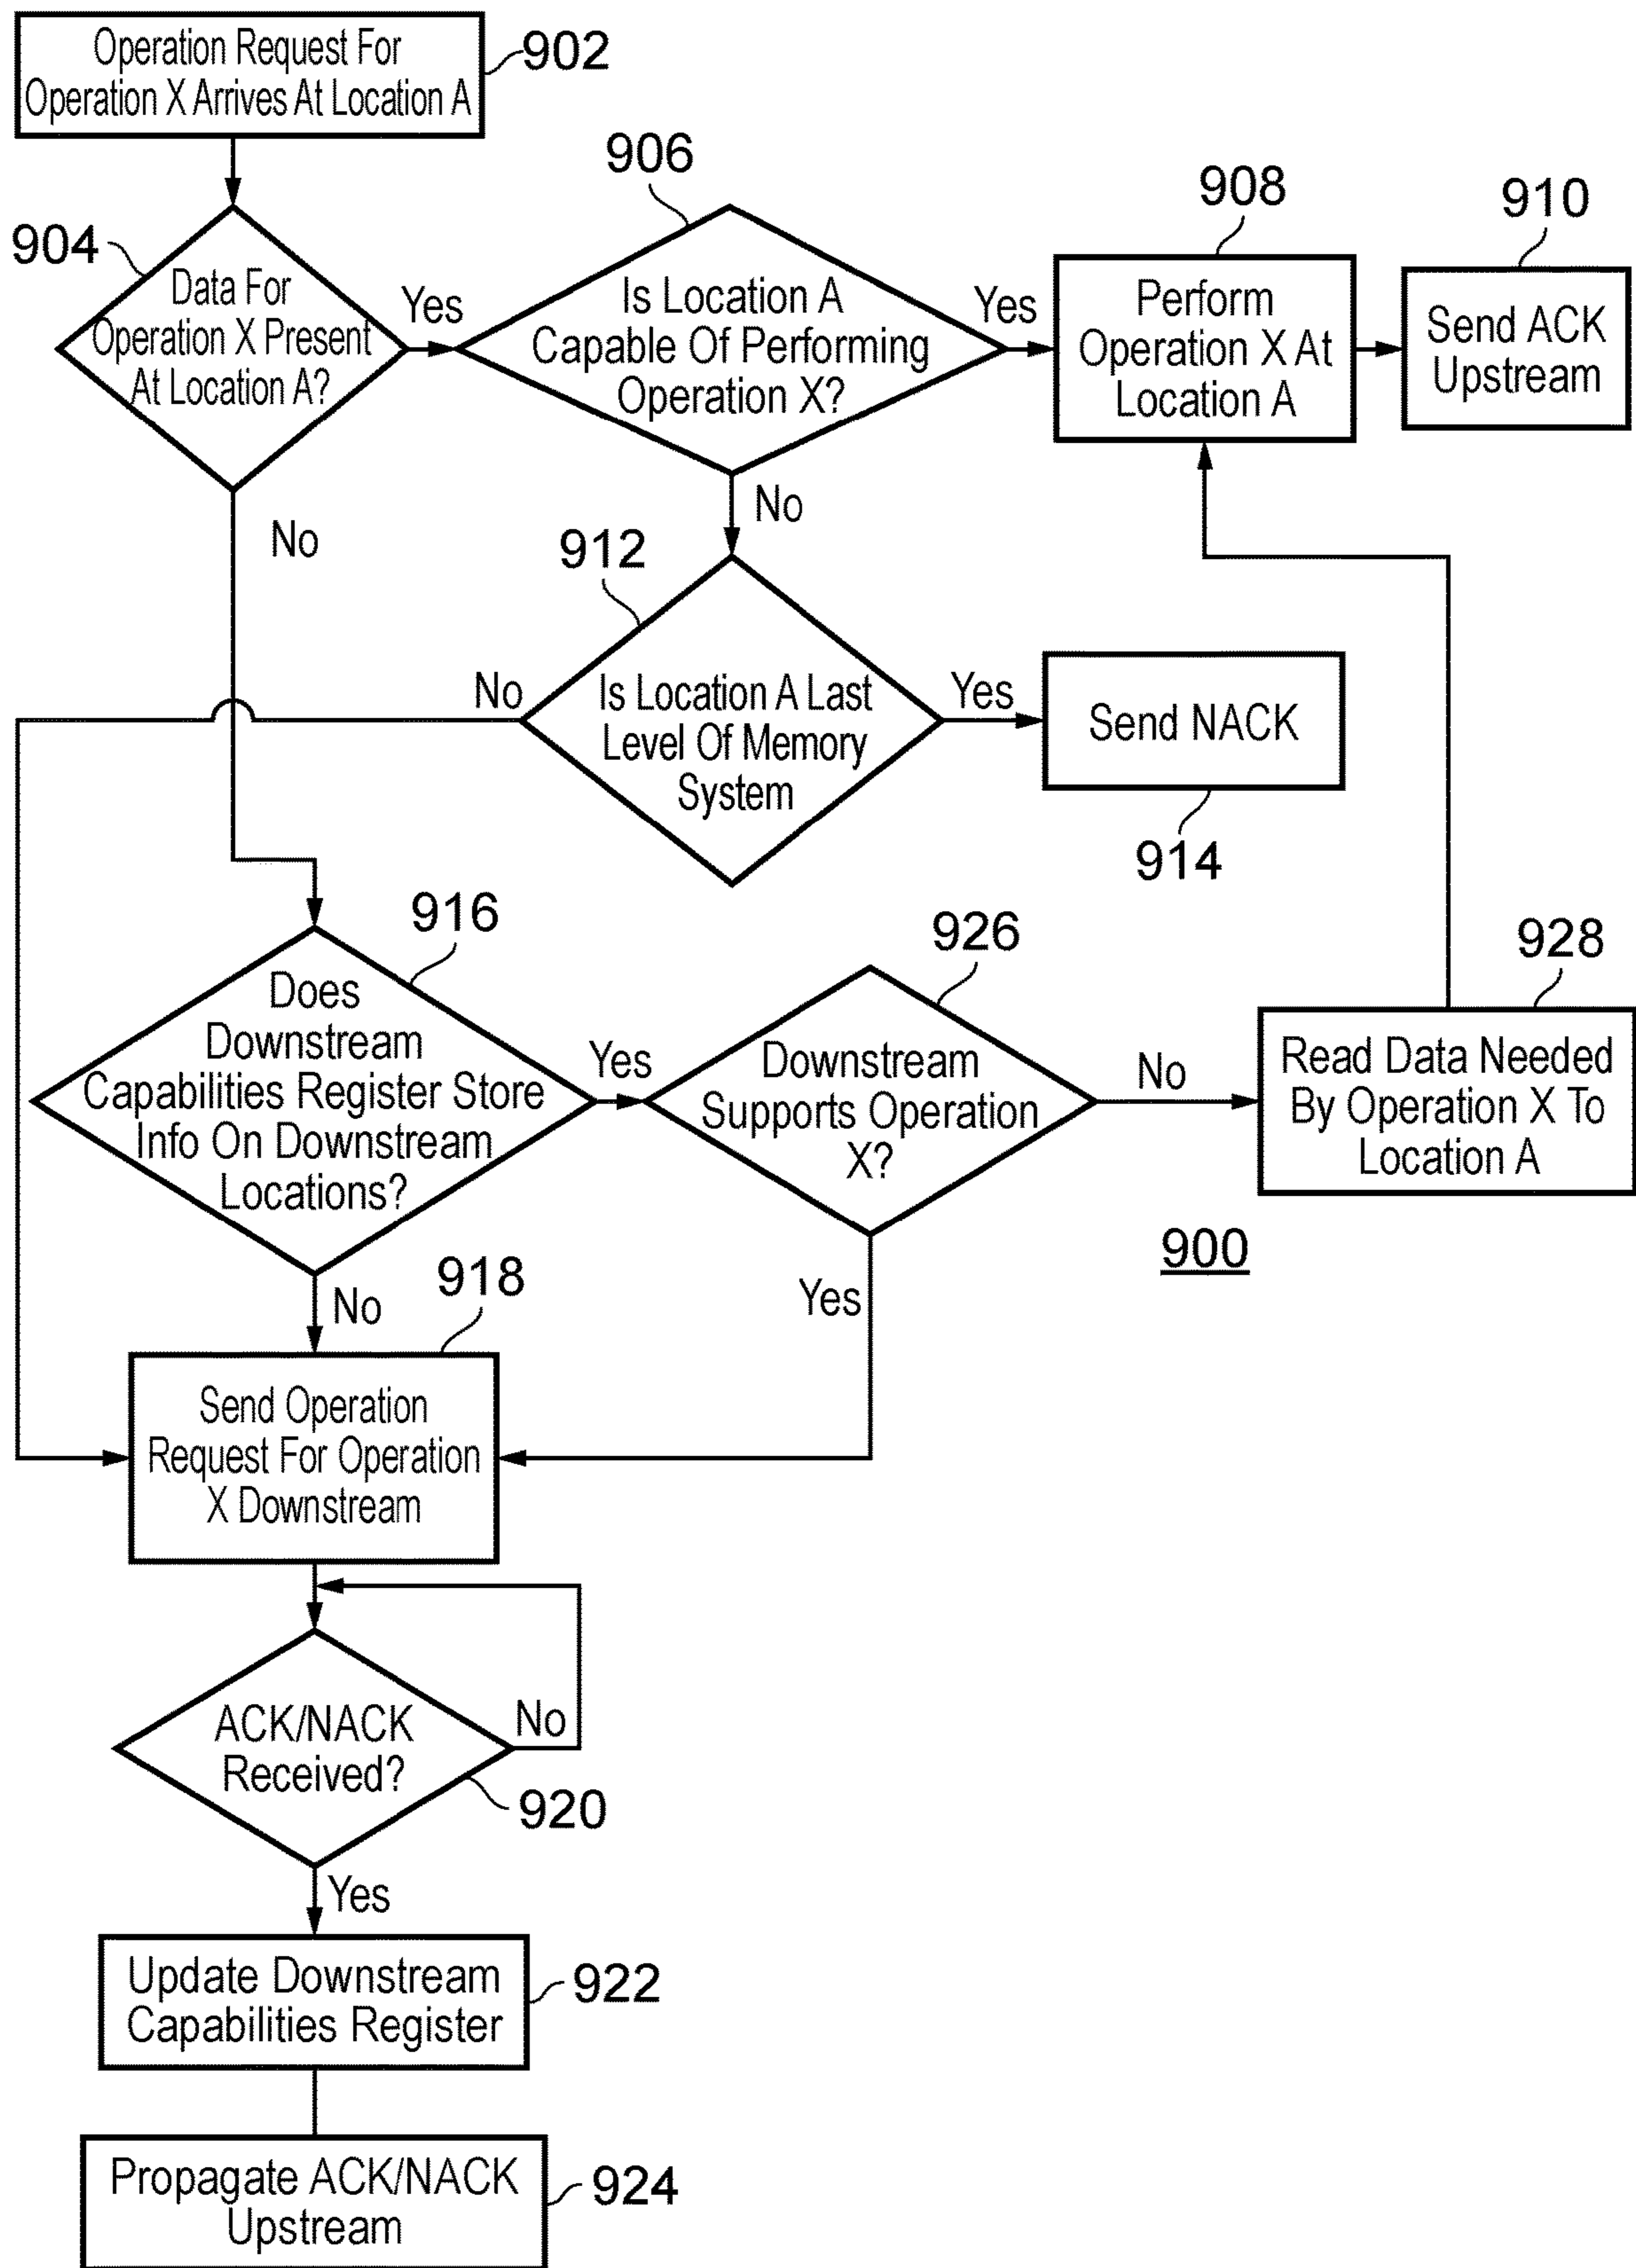 Operation Request For
Operation X Arrives At Location A
902
904
Data For
Operation X Present
At Location A?
Yes
No
906
Is Location A
Capable Of Performing
Operation X?
Yes
No
908
Perform
Operation X At
Location A
910
Send ACK
Upstream
912
Is Location A Last
Level Of Memory
System
No
Yes
Send NACK
914
916
Does
Downstream
Capabilities Register Store
Info On Downstream
Locations?
Yes
No
926
Downstream
Supports Operation
X?
No
Yes
928
Read Data Needed
By Operation X To
Location A
900
918
Send Operation
Request For Operation
X Downstream
ACK/NACK
Received?
No
920
Yes
Update Downstream
Capabilities Register
922
Propagate ACK/NACK
Upstream
924